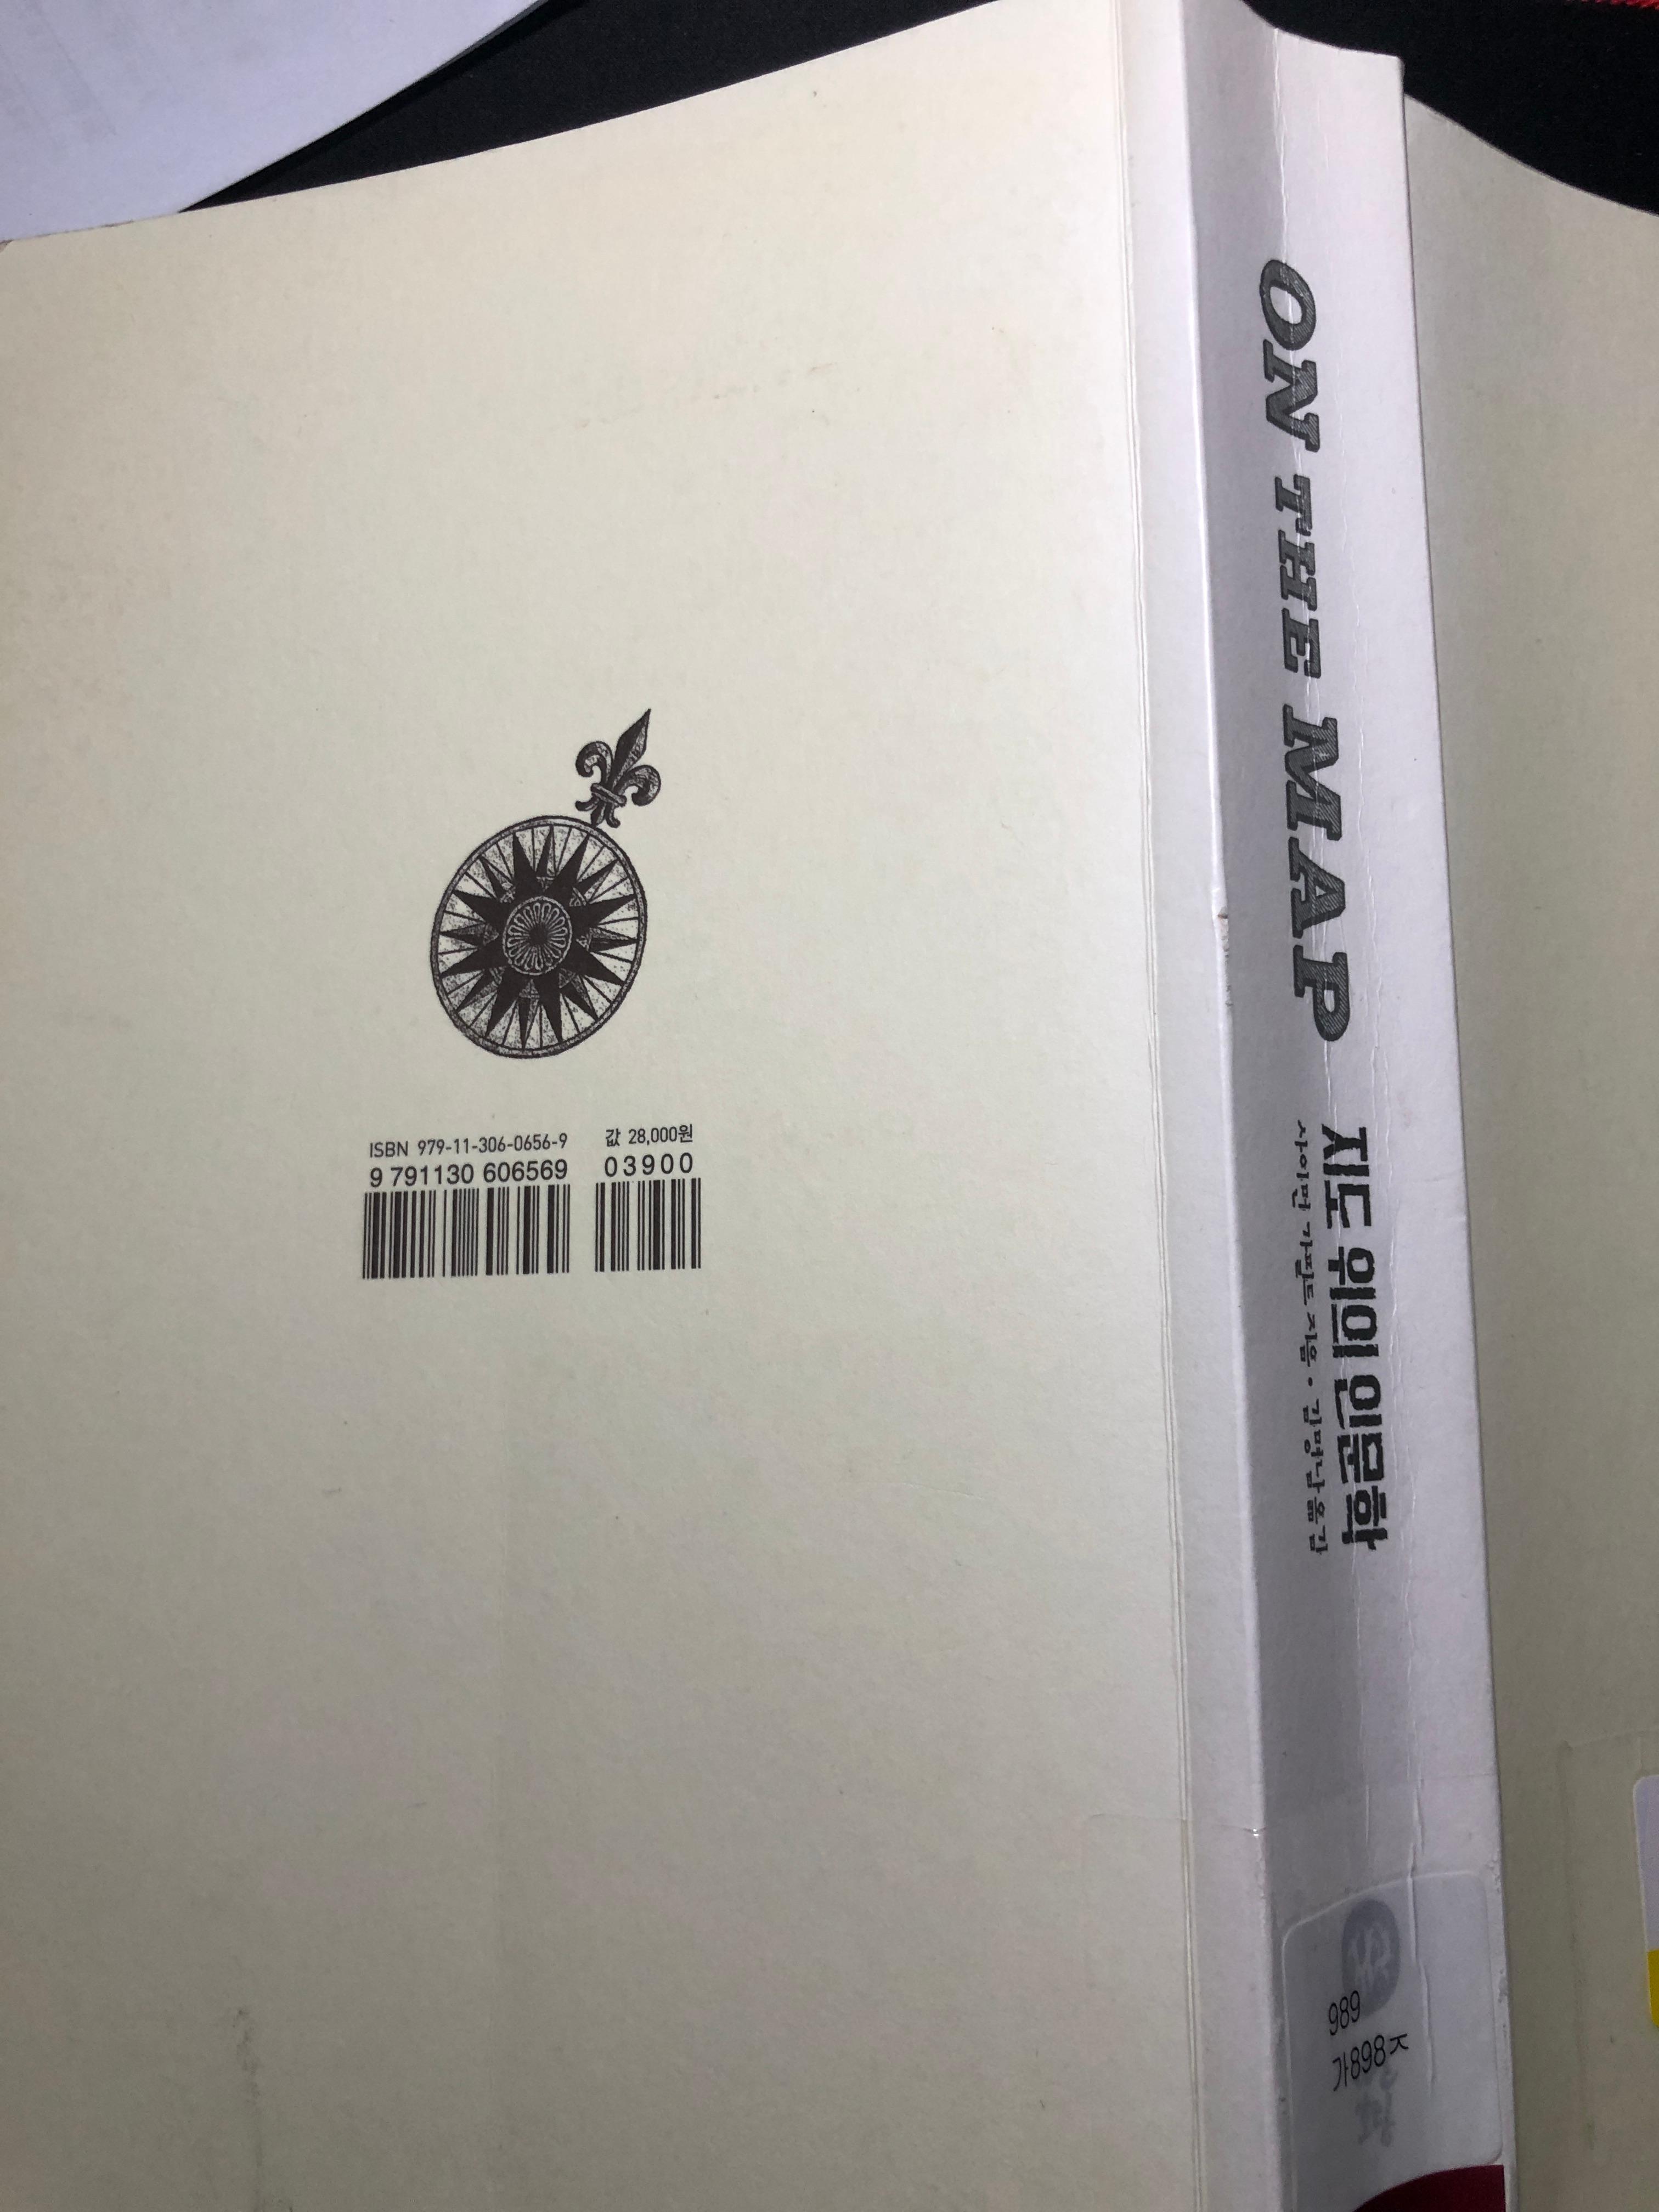 ISBN 979-11-306-0656-9
값 28,000원
9 791130 606569
03900
ON THE MAP
지도 위의 인문학
사이먼 가필드 지음 · 김명남 옮김
989
가898ㅈ